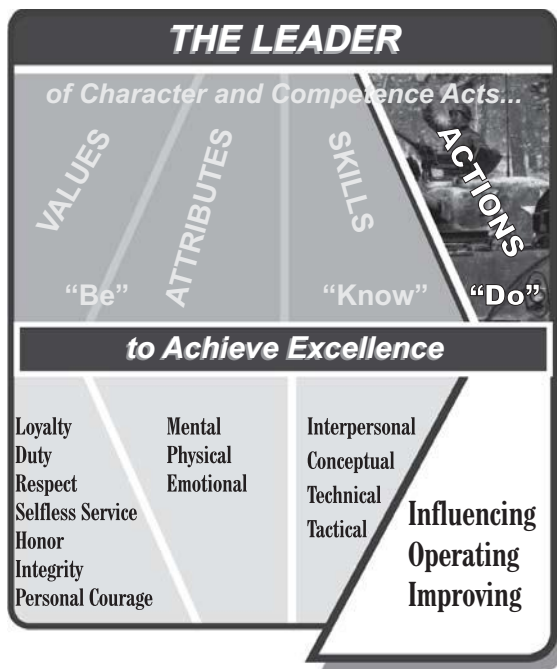 THE LEADER
of Character and Competence Acts...
VALUES
ATTRIBUTES
SKILLS
ACTIONS
“Be”
“Know”
“Do”
to Achieve Excellence
Loyalty
Duty
Respect
Selfless Service
Honor
Integrity
Personal Courage
Mental
Physical
Emotional
Interpersonal
Conceptual
Technical
Tactical
Influencing
Operating
Improving